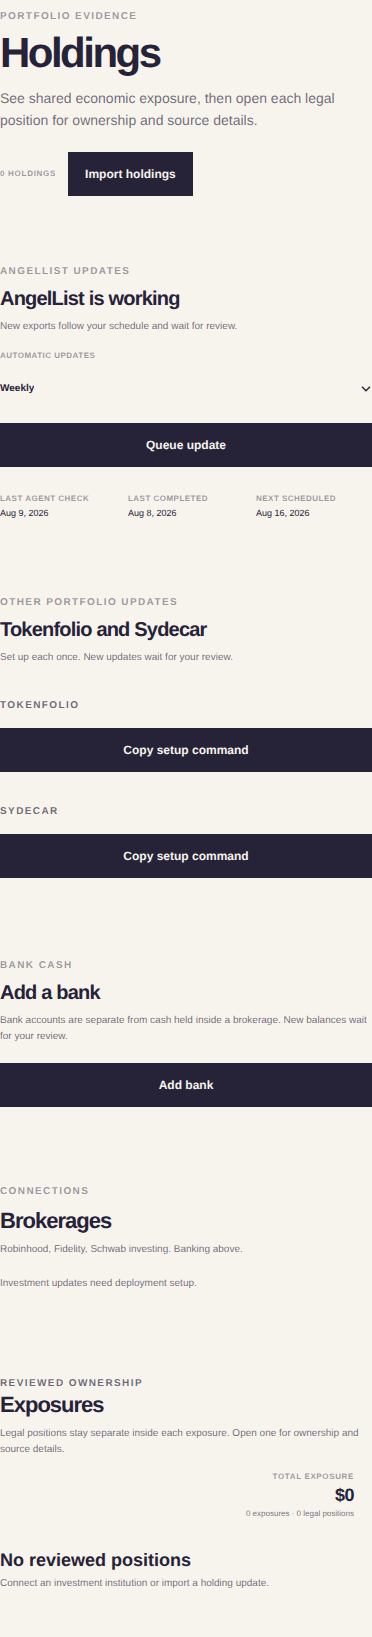 PORTFOLIO EVIDENCE
Holdings
See shared economic exposure, then open each legal
position for ownership and source details.
0 HOLDINGS
Import holdings
ANGELLIST UPDATES
AngelList is working
New exports follow your schedule and wait for review.
AUTOMATIC UPDATES
Weekly
Queue update
LAST AGENT CHECK LAST COMPLETED NEXT SCHEDULED
Aug 9, 2026 Aug 8, 2026 Aug 16, 2026
OTHER PORTFOLIO UPDATES
Tokenfolio and Sydecar
Set up each once. New updates wait for your review.
TOKENFOLIO
Copy setup command
SYDECAR
Copy setup command
BANK CASH
Add a bank
Bank accounts are separate from cash held inside a brokerage. New balances wait
for your review.
Add bank
CONNECTIONS
Brokerages
Robinhood, Fidelity, Schwab investing. Banking above.
Investment updates need deployment setup.
REVIEWED OWNERSHIP
Exposures
Legal positions stay separate inside each exposure. Open one for ownership and
source details.
TOTAL EXPOSURE
$0
0 exposures · 0 legal positions
No reviewed positions
Connect an investment institution or import a holding update.